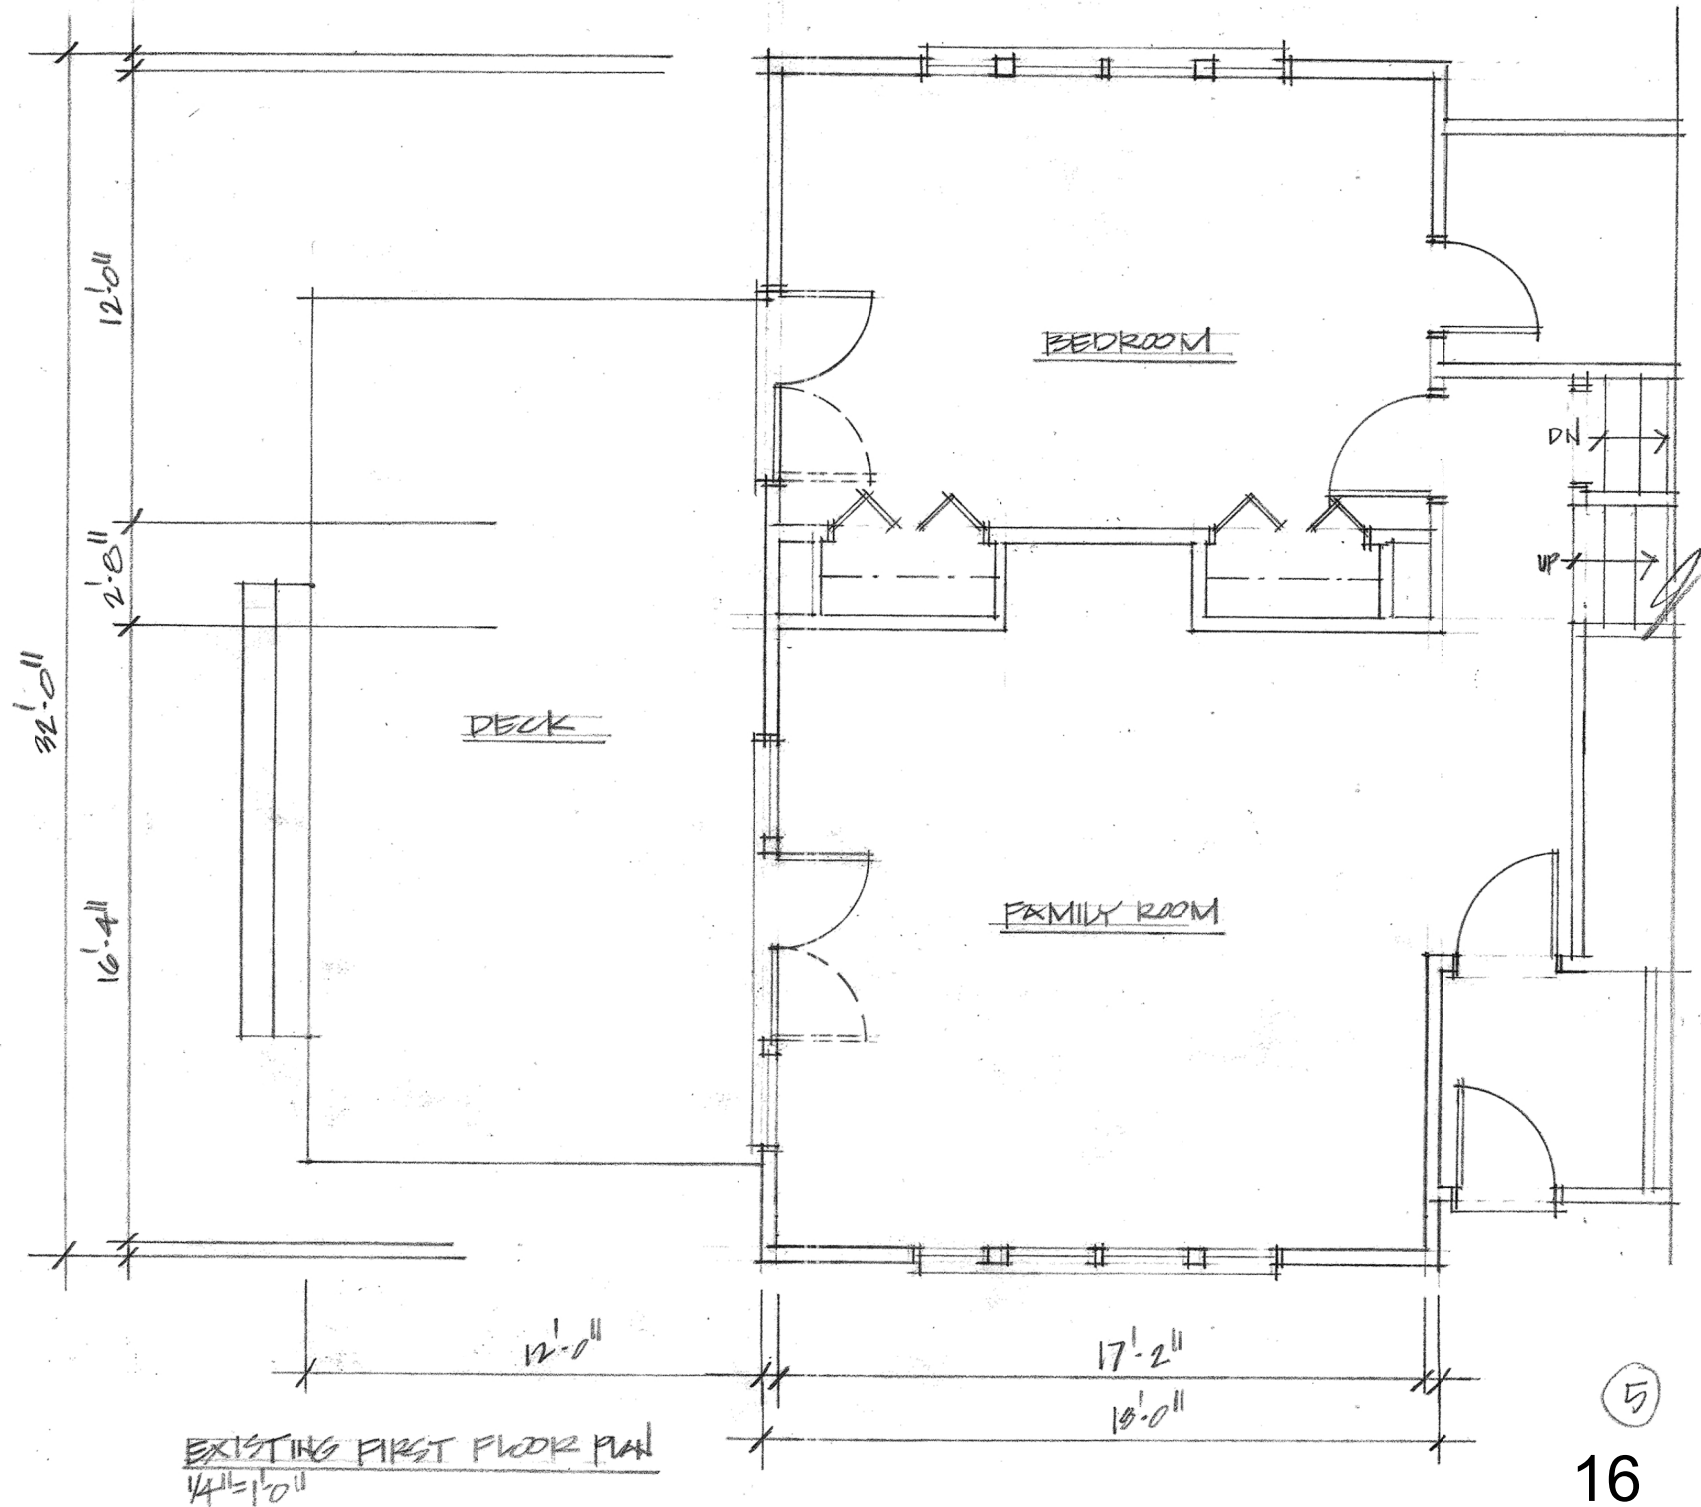 12'-0"
BEDROOM
DN
2'-8"
UP
32'-0"
DECK
FAMILY ROOM
16'-4"
12'-0"
17'-2"
18'-0"
5
EXISTING FIRST FLOOR PLAN
1/4"=1'0"
16